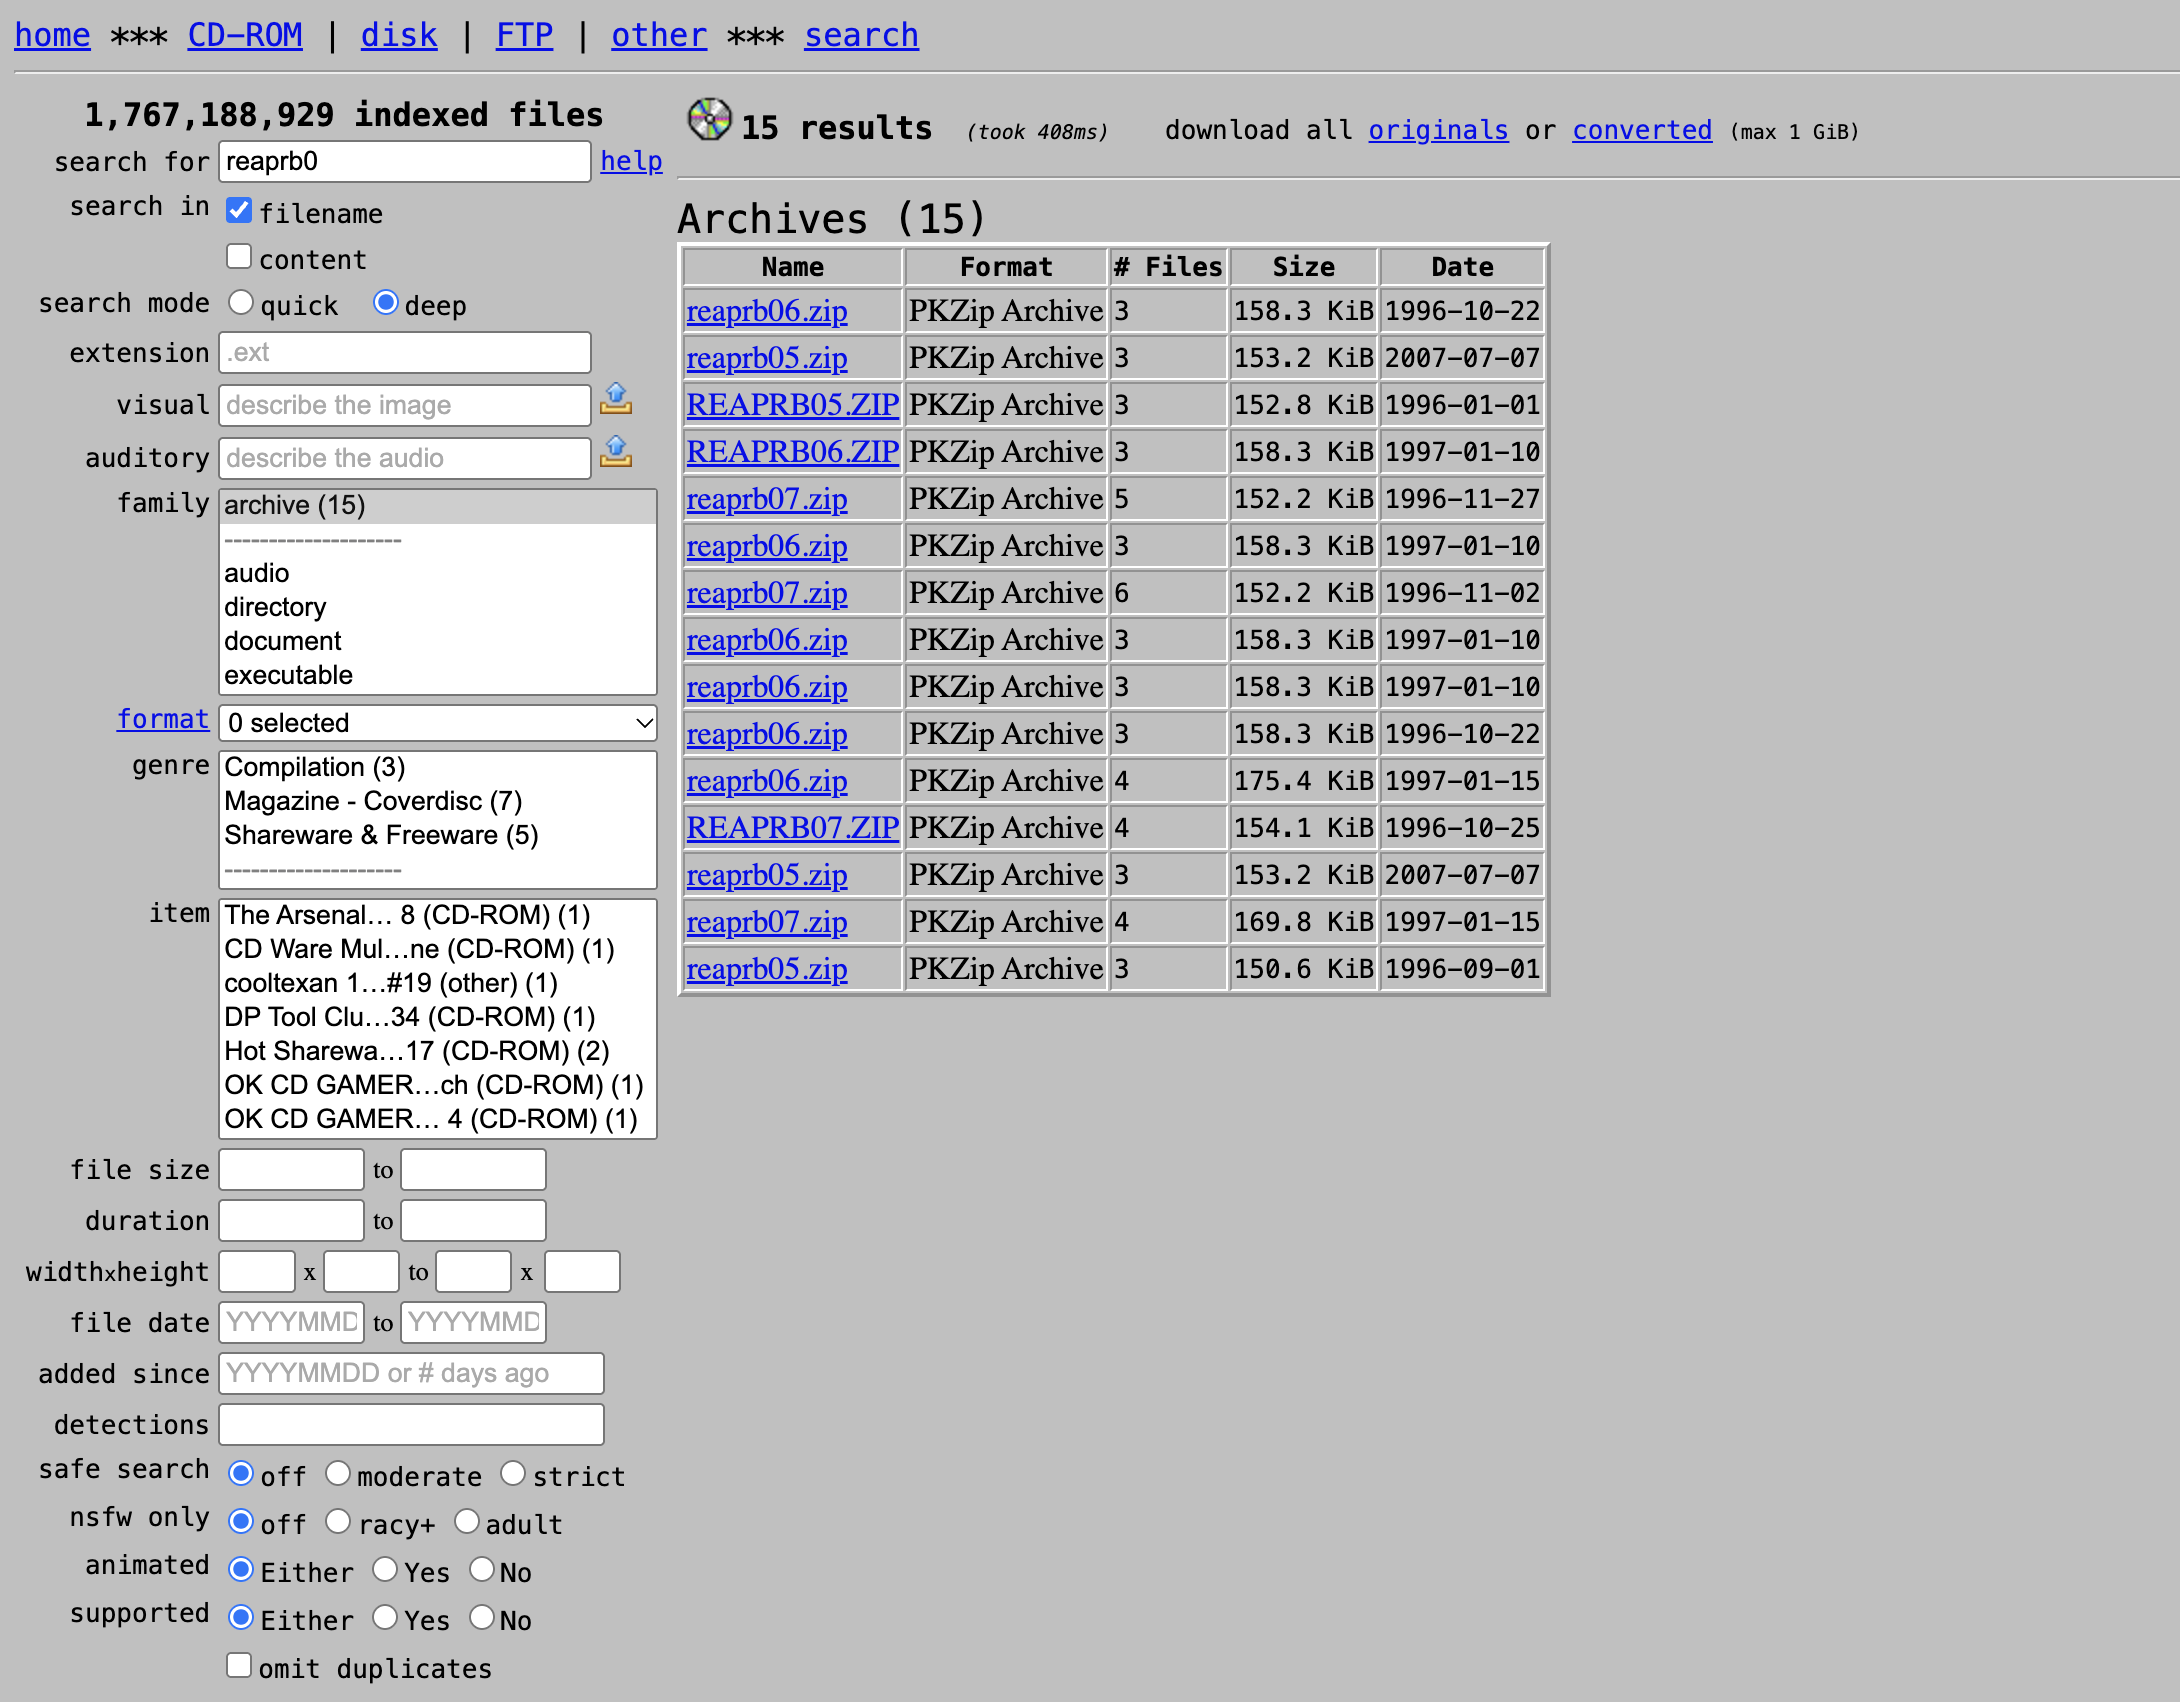 home *** CD-ROM | disk | FTP | other *** search
1,767,188,929 indexed files
search for reaprb0 help
search in filename
content
search mode quick deep
extension .ext
visual describe the image
auditory describe the audio
family archive (15)
--------------------
audio
directory
document
executable
format 0 selected
genre Compilation (3)
Magazine - Coverdisc (7)
Shareware & Freeware (5)
--------------------
item The Arsenal… 8 (CD-ROM) (1)
CD Ware Mul…ne (CD-ROM) (1)
cooltexan 1…#19 (other) (1)
DP Tool Clu…34 (CD-ROM) (1)
Hot Sharewa…17 (CD-ROM) (2)
OK CD GAMER…ch (CD-ROM) (1)
OK CD GAMER… 4 (CD-ROM) (1)
file size to
duration to
widthxheight x to x
file date YYYYMMD to YYYYMMD
added since YYYYMMDD or # days ago
detections
safe search off moderate strict
nsfw only off racy+ adult
animated Either Yes No
supported Either Yes No
omit duplicates
15 results (took 408ms) download all originals or converted (max 1 GiB)
Archives (15)
Name Format # Files Size Date
reaprb06.zip PKZip Archive 3 158.3 KiB 1996-10-22
reaprb05.zip PKZip Archive 3 153.2 KiB 2007-07-07
REAPRB05.ZIP PKZip Archive 3 152.8 KiB 1996-01-01
REAPRB06.ZIP PKZip Archive 3 158.3 KiB 1997-01-10
reaprb07.zip PKZip Archive 5 152.2 KiB 1996-11-27
reaprb06.zip PKZip Archive 3 158.3 KiB 1997-01-10
reaprb07.zip PKZip Archive 6 152.2 KiB 1996-11-02
reaprb06.zip PKZip Archive 3 158.3 KiB 1997-01-10
reaprb06.zip PKZip Archive 3 158.3 KiB 1997-01-10
reaprb06.zip PKZip Archive 3 158.3 KiB 1996-10-22
reaprb06.zip PKZip Archive 4 175.4 KiB 1997-01-15
REAPRB07.ZIP PKZip Archive 4 154.1 KiB 1996-10-25
reaprb05.zip PKZip Archive 3 153.2 KiB 2007-07-07
reaprb07.zip PKZip Archive 4 169.8 KiB 1997-01-15
reaprb05.zip PKZip Archive 3 150.6 KiB 1996-09-01